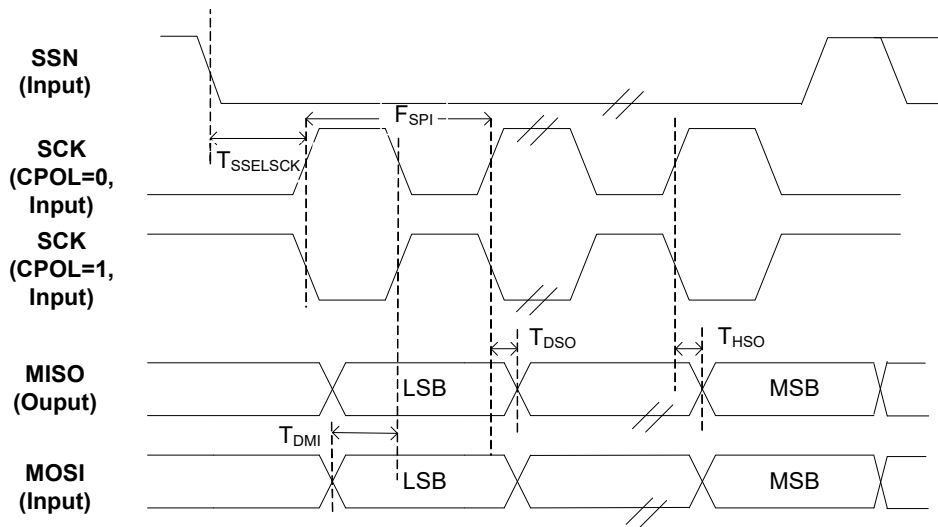 SSN
(Input)
F_SPI
T_SSELSCK
SCK
(CPOL=0,
Input)
SCK
(CPOL=1,
Input)
T_DSO
T_HSO
MISO
(Ouput)
LSB
MSB
T_DMI
MOSI
(Input)
LSB
MSB